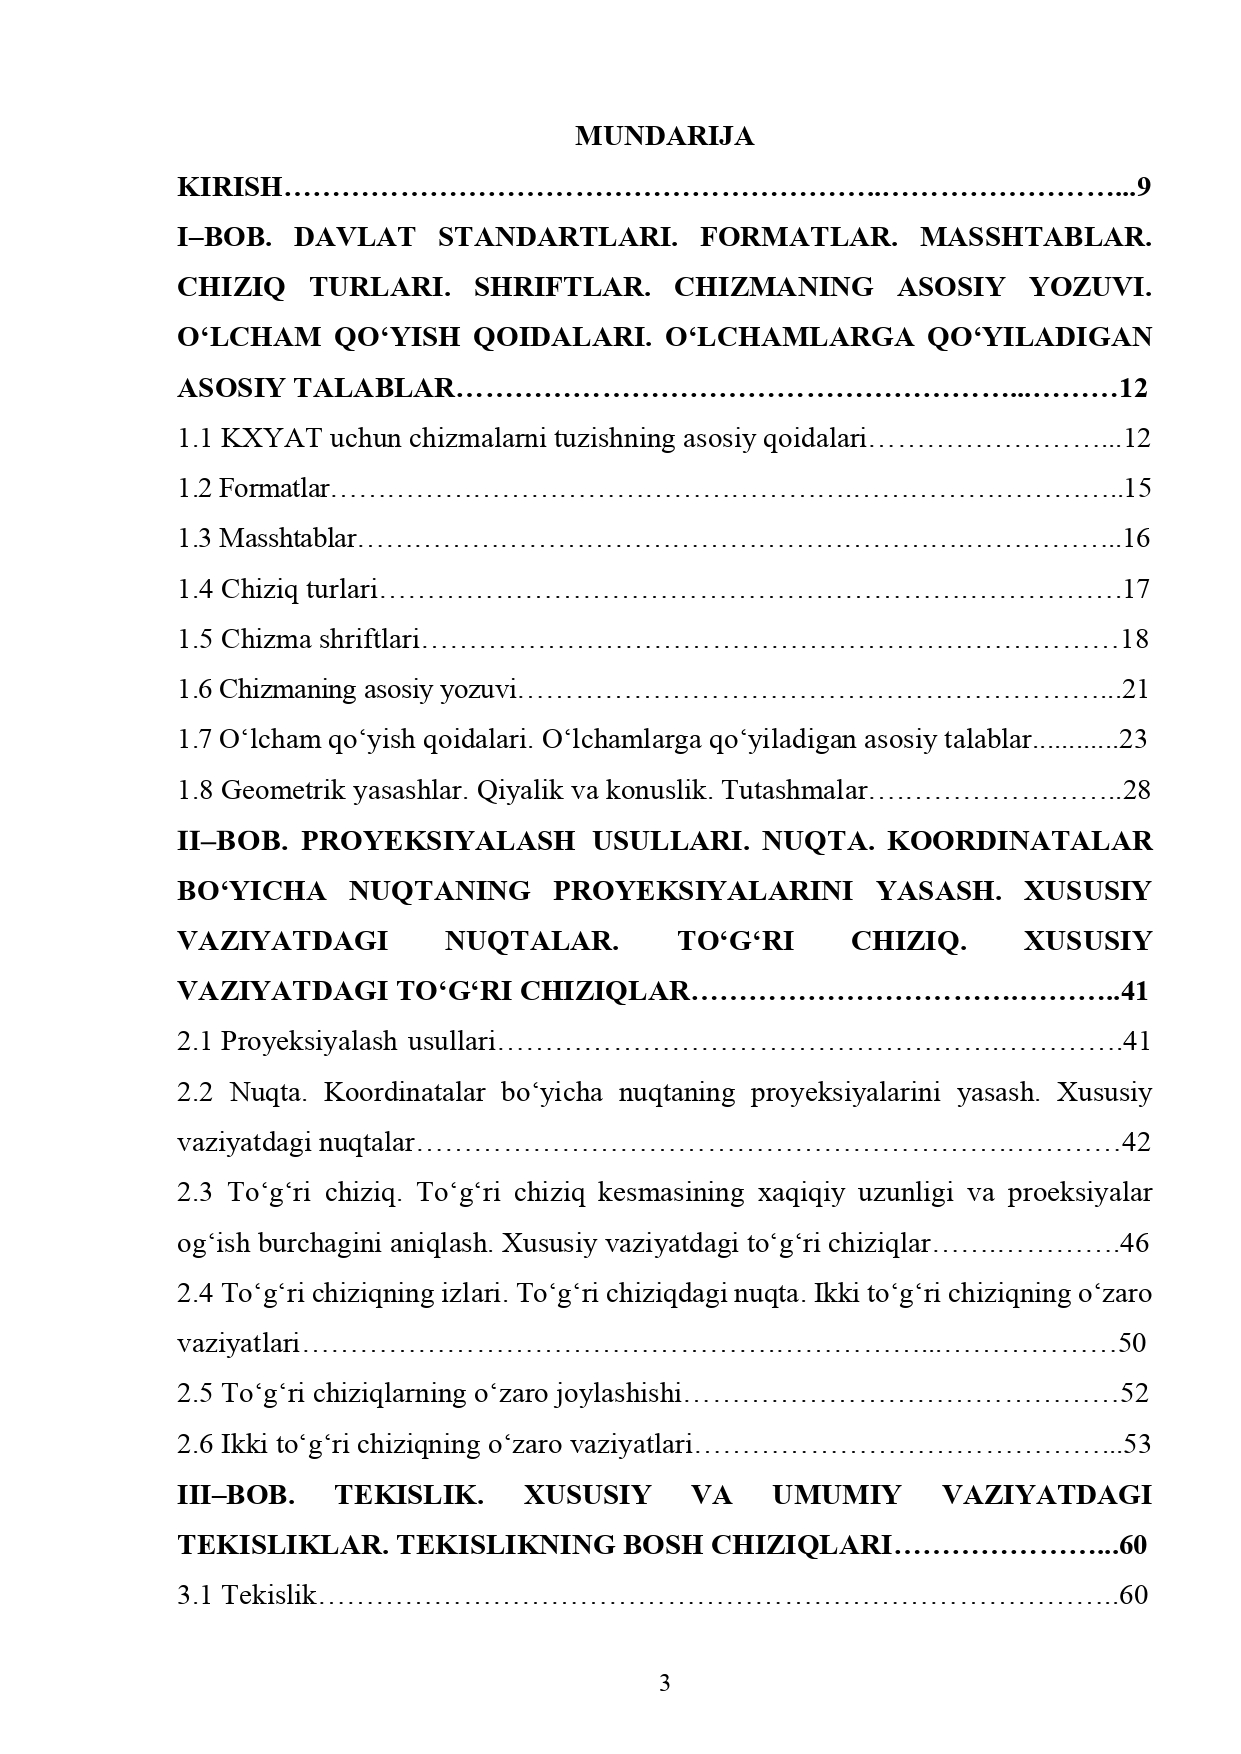 MUNDARIJA
KIRISH……………………………………………………..……………………...9
I–BOB. DAVLAT STANDARTLARI. FORMATLAR. MASSHTABLAR.
CHIZIQ TURLARI. SHRIFTLAR. CHIZMANING ASOSIY YOZUVI.
O‘LCHAM QO‘YISH QOIDALARI. O‘LCHAMLARGA QO‘YILADIGAN
ASOSIY TALABLAR…………………………………………………...………12
1.1 KXYAT uchun chizmalarni tuzishning asosiy qoidalari……………………...12
1.2 Formatlar…………………………………………………………………..15
1.3 Masshtablar………………………………………………………………..16
1.4 Chiziq turlari………………………………………………………………….17
1.5 Chizma shriftlari………………………………………………………………18
1.6 Chizmaning asosiy yozuvi……………………………………………………...21
1.7 O‘lcham qo‘yish qoidalari. O‘lchamlarga qo‘yiladigan asosiy talablar...........23
1.8 Geometrik yasashlar. Qiyalik va konuslik. Tutashmalar……………………..28
II–BOB. PROYEKSIYALASH USULLARI. NUQTA. KOORDINATALAR
BO‘YICHA NUQTANING PROYEKSIYALARINI YASASH. XUSUSIY
VAZIYATDAGI NUQTALAR. TO‘G‘RI CHIZIQ. XUSUSIY
VAZIYATDAGI TO‘G‘RI CHIZIQLAR…………………………….………..41
2.1 Proyeksiyalash usullari…………………………………………….………….41
2.2 Nuqta. Koordinatalar bo‘yicha nuqtaning proyeksiyalarini yasash. Xususiy
vaziyatdagi nuqtalar…………………………………………………….…………42
2.3 To‘g‘ri chiziq. To‘g‘ri chiziq kesmasining xaqiqiy uzunligi va proeksiyalar
og‘ish burchagini aniqlash. Xususiy vaziyatdagi to‘g‘ri chiziqlar…….………….46
2.4 To‘g‘ri chiziqning izlari. To‘g‘ri chiziqdagi nuqta. Ikki to‘g‘ri chiziqning o‘zaro
vaziyatlari………………………………………….……………..………………50
2.5 To‘g‘ri chiziqlarning o‘zaro joylashishi………………………………………52
2.6 Ikki to‘g‘ri chiziqning o‘zaro vaziyatlari……………………………………...53
III–BOB. TEKISLIK. XUSUSIY VA UMUMIY VAZIYATDAGI
TEKISLIKLAR. TEKISLIKNING BOSH CHIZIQLARI…………………...60
3.1 Tekislik………………………………………………………………………..60
3